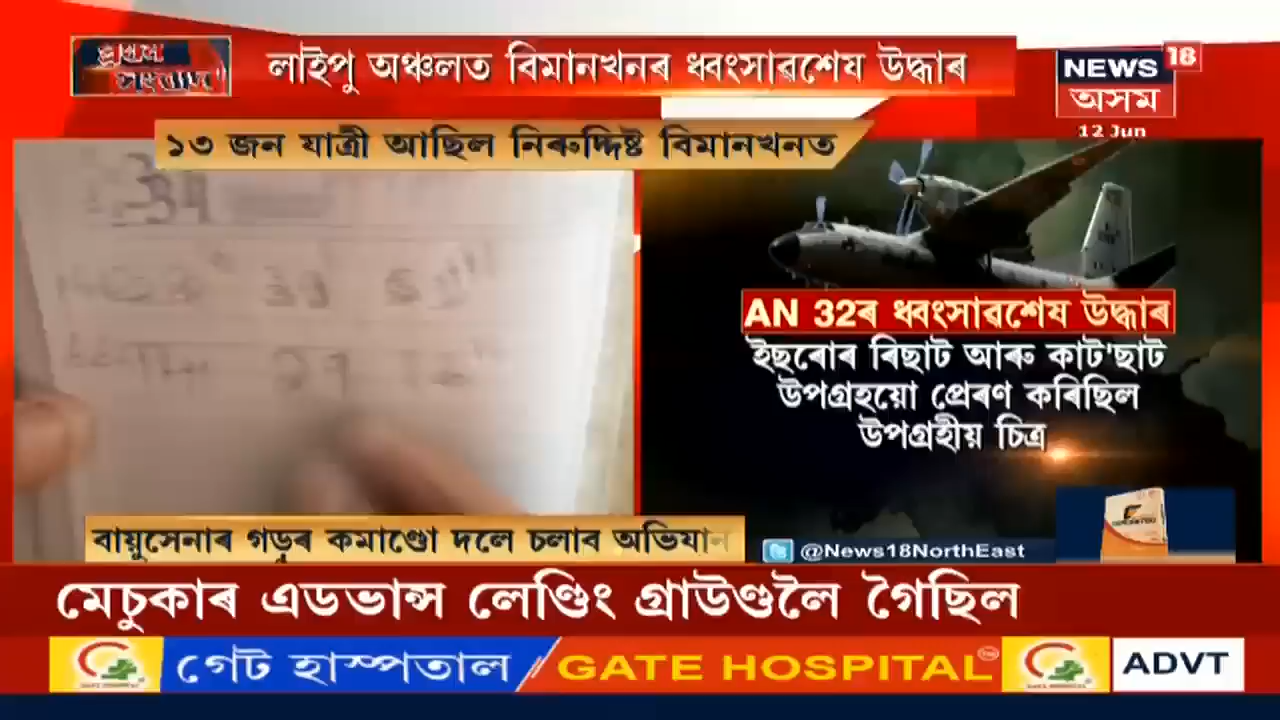 প্ৰথম সংবাদ
লাইপু অঞ্চলত বিমানখনৰ ধ্বংসাৱশেষ উদ্ধাৰ
NEWS 18
অসম
12 Jun
১৩ জন যাত্ৰী আছিল নিৰুদ্দিষ্ট বিমানখনত
34
AN 32ৰ ধ্বংসাৱশেষ উদ্ধাৰ
ইছৰোৰ ৰিছাট আৰু কাৰ্ট'ছাট
উপগ্ৰহয়ো প্ৰেৰণ কৰিছিল
উপগ্ৰহীয় চিত্ৰ
বায়ুসেনাৰ গড়ুৰ কমাণ্ডো দলে চলাব অভিযান
@News18NorthEast
মেচুকাৰ এডভান্স লেণ্ডিং গ্ৰাউণ্ডলৈ গৈছিল
গেট হাস্পতাল / GATE HOSPITAL
ADVT